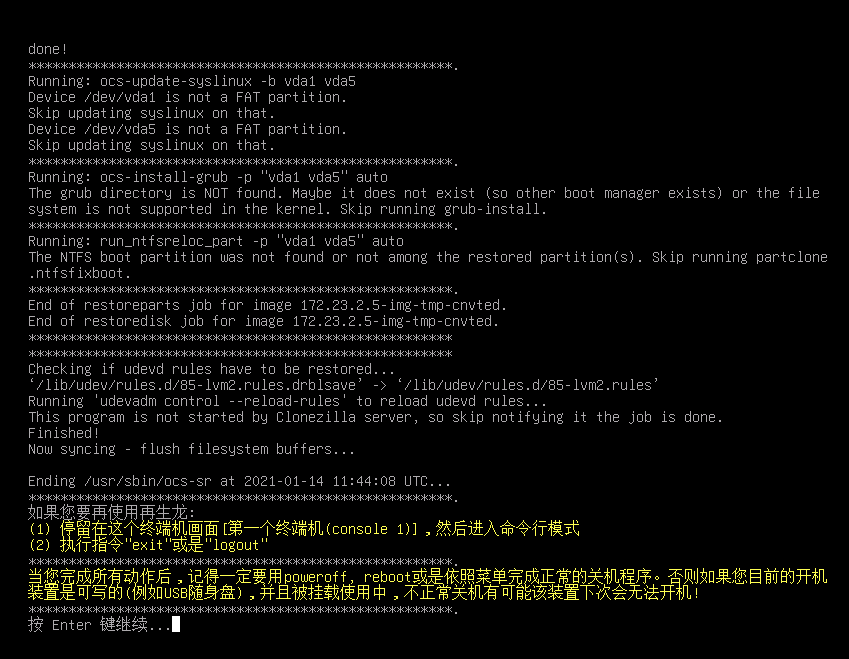 done!
*****************************************************.
Running: ocs-update-syslinux -b vda1 vda5
Device /dev/vda1 is not a FAT partition.
Skip updating syslinux on that.
Device /dev/vda5 is not a FAT partition.
Skip updating syslinux on that.
*****************************************************.
Running: ocs-install-grub -p "vda1 vda5" auto
The grub directory is NOT found. Maybe it does not exist (so other boot manager exists) or the file
system is not supported in the kernel. Skip running grub-install.
*****************************************************.
Running: run_ntfsreloc_part -p "vda1 vda5" auto
The NTFS boot partition was not found or not among the restored partition(s). Skip running partclone
.ntfsfixboot.
*****************************************************.
End of restoreparts job for image 172.23.2.5-img-tmp-cnvted.
End of restoredisk job for image 172.23.2.5-img-tmp-cnvted.
*****************************************************
*****************************************************
Checking if udevd rules have to be restored...
‘/lib/udev/rules.d/85-lvm2.rules.drblsave’ -> ‘/lib/udev/rules.d/85-lvm2.rules’
Running 'udevadm control --reload-rules' to reload udevd rules...
This program is not started by Clonezilla server, so skip notifying it the job is done.
Finished!
Now syncing - flush filesystem buffers...
Ending /usr/sbin/ocs-sr at 2021-01-14 11:44:08 UTC...
*****************************************************.
如果您要再使用再生龙:
(1) 停留在这个终端机画面[第一个终端机(console 1)],然后进入命令行模式
(2) 执行指令"exit"或是"logout"
*****************************************************.
当您完成所有动作后,记得一定要用poweroff, reboot或是依照菜单完成正常的关机程序。否则如果您目前的开机
装置是可写的(例如USB随身盘),并且被挂载使用中,不正常关机有可能该装置下次会无法开机!
*****************************************************.
按 Enter 键继续...